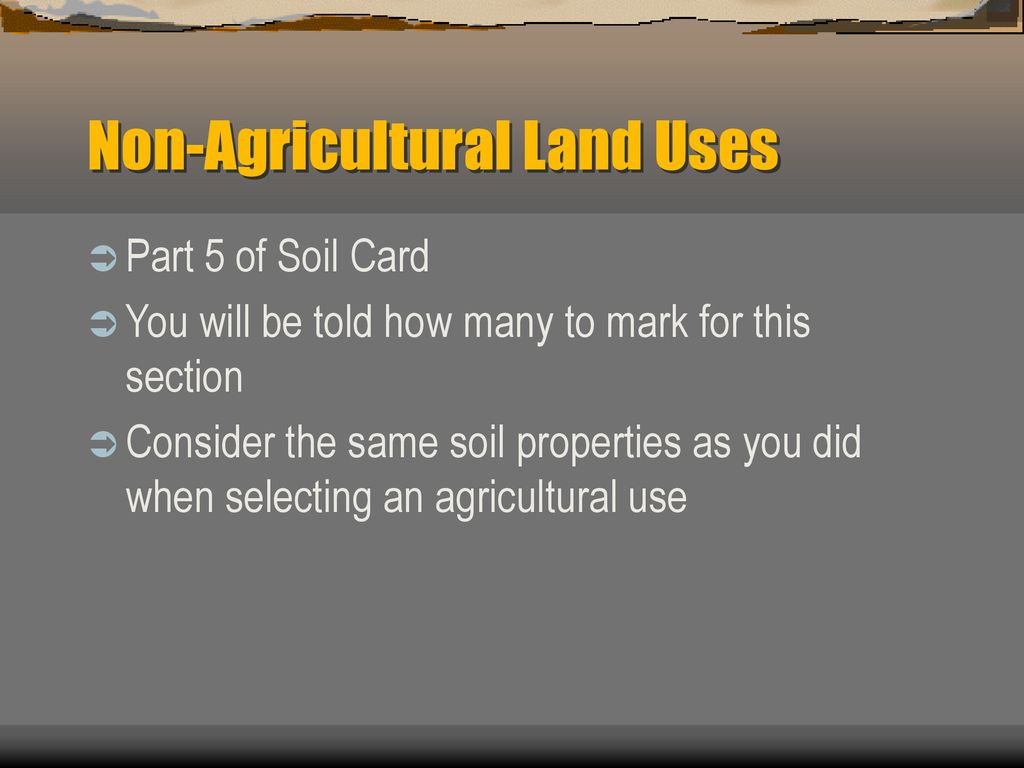 Non-Agricultural Land Uses
Part 5 of Soil Card
You will be told how many to mark for this
section
Consider the same soil properties as you did
when selecting an agricultural use